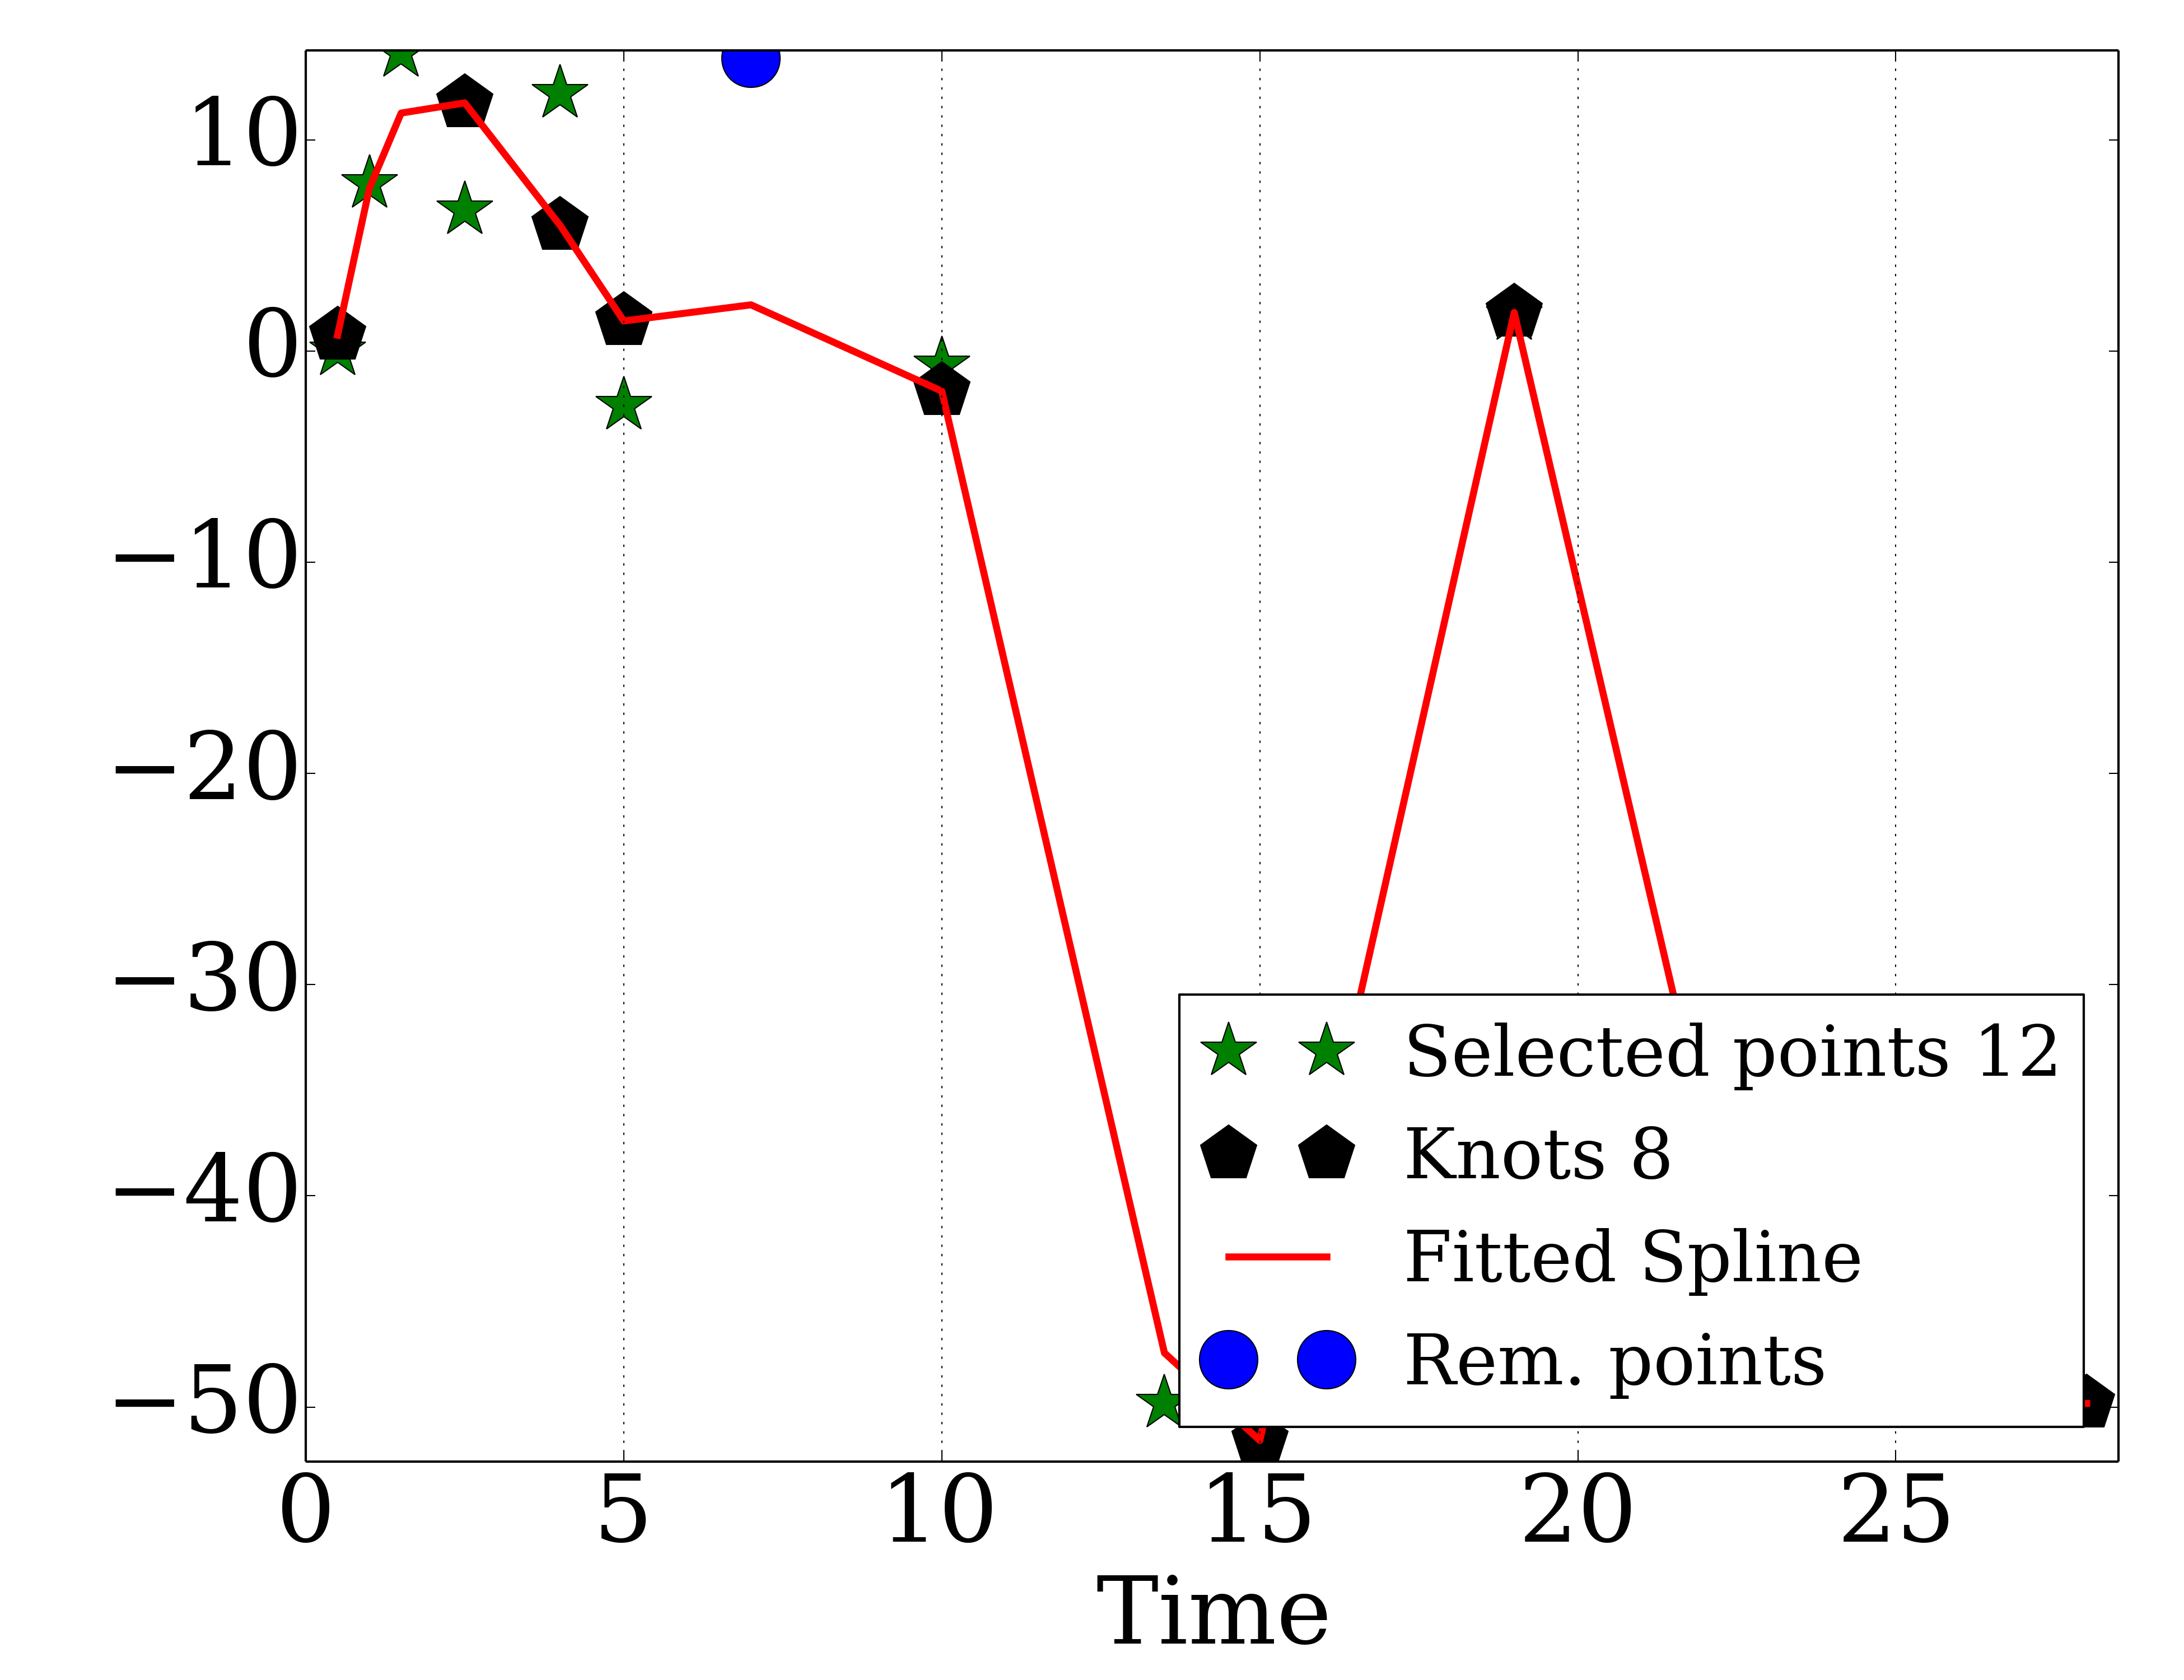 10
0
−10
−20
−30
−40
−50
Selected points 12
Knots 8
Fitted Spline
Rem. points
0 5 10 15 20 25
Time